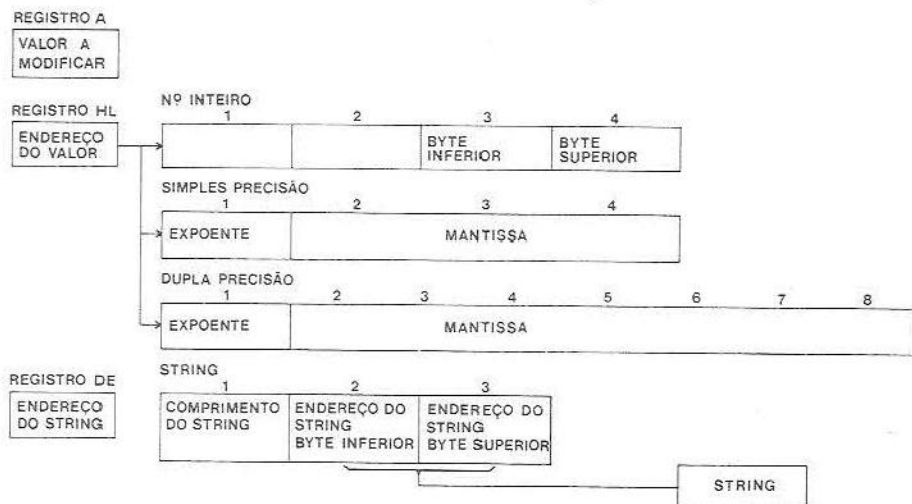 REGISTRO A
VALOR A
MODIFICAR
REGISTRO HL
ENDEREÇO
DO VALOR
Nº INTEIRO
1 2 3 4
BYTE
INFERIOR
BYTE
SUPERIOR
SIMPLES PRECISÃO
1 2 3 4
EXPOENTE
MANTISSA
DUPLA PRECISÃO
1 2 3 4 5 6 7 8
EXPOENTE
MANTISSA
REGISTRO DE
ENDEREÇO
DO STRING
STRING
1 2 3
COMPRIMENTO
DO STRING
ENDEREÇO DO
STRING
BYTE INFERIOR
ENDEREÇO DO
STRING
BYTE SUPERIOR
STRING